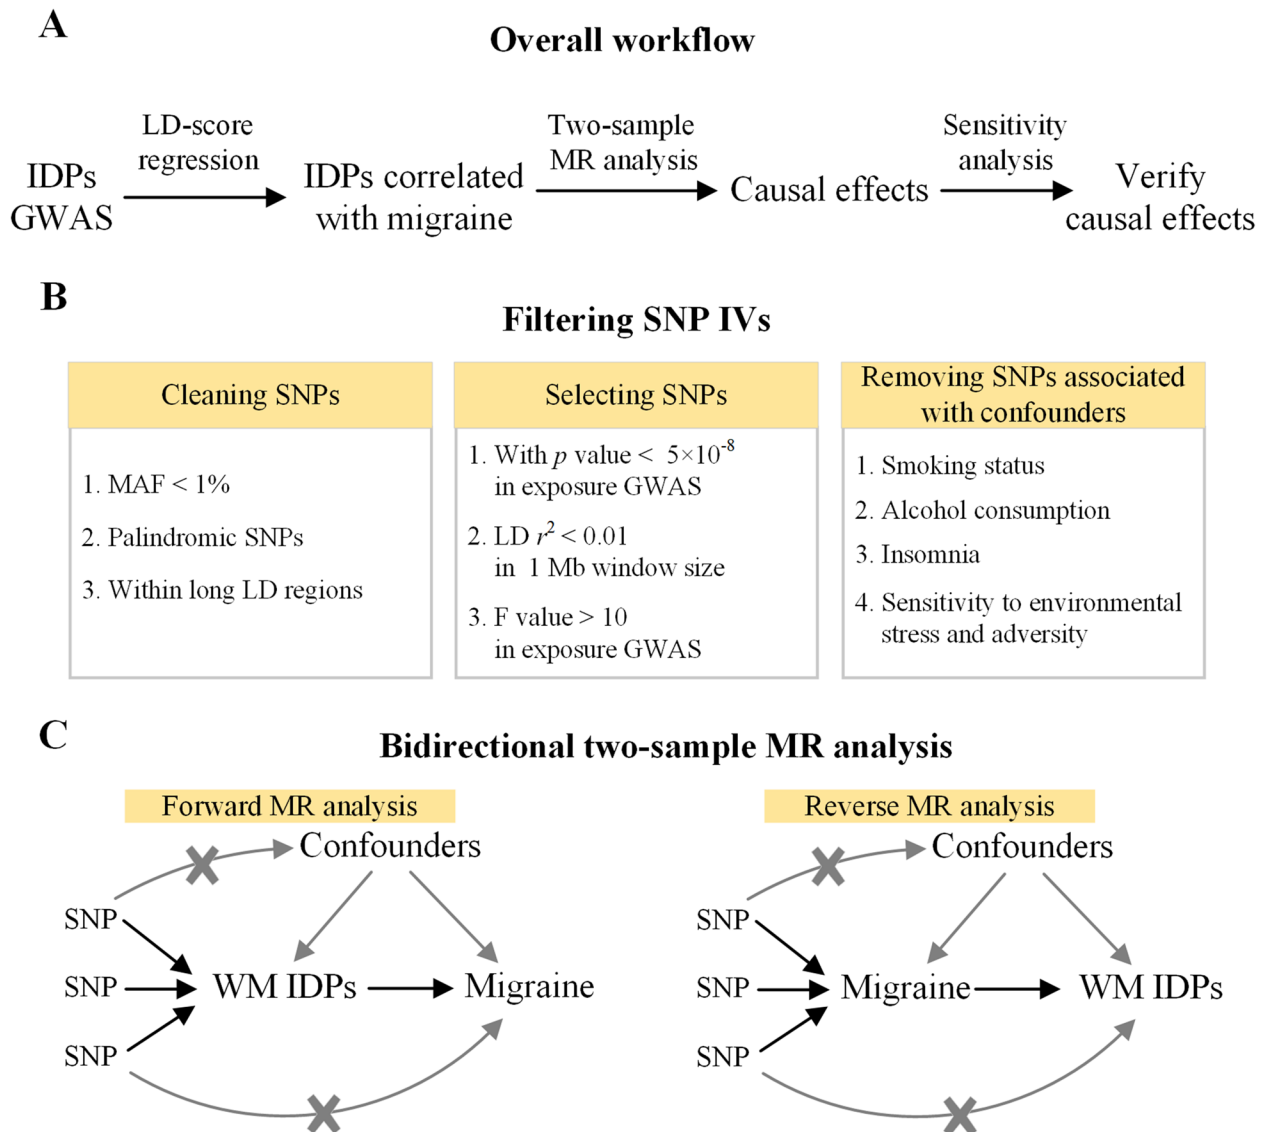 A
Overall workflow
LD-score
regression
Two-sample
MR analysis
Sensitivity
analysis
IDPs
GWAS
IDPs correlated
with migraine
Causal effects
Verify
causal effects
B
Filtering SNP IVs
Cleaning SNPs
1. MAF < 1%
2. Palindromic SNPs
3. Within long LD regions
Selecting SNPs
1. With p value < 5×10⁻⁸
in exposure GWAS
2. LD r² < 0.01
in 1 Mb window size
3. F value > 10
in exposure GWAS
Removing SNPs associated
with confounders
1. Smoking status
2. Alcohol consumption
3. Insomnia
4. Sensitivity to environmental
stress and adversity
C
Bidirectional two-sample MR analysis
Forward MR analysis
Confounders
SNP
SNP
SNP
WM IDPs
Migraine
Reverse MR analysis
Confounders
SNP
SNP
SNP
Migraine
WM IDPs